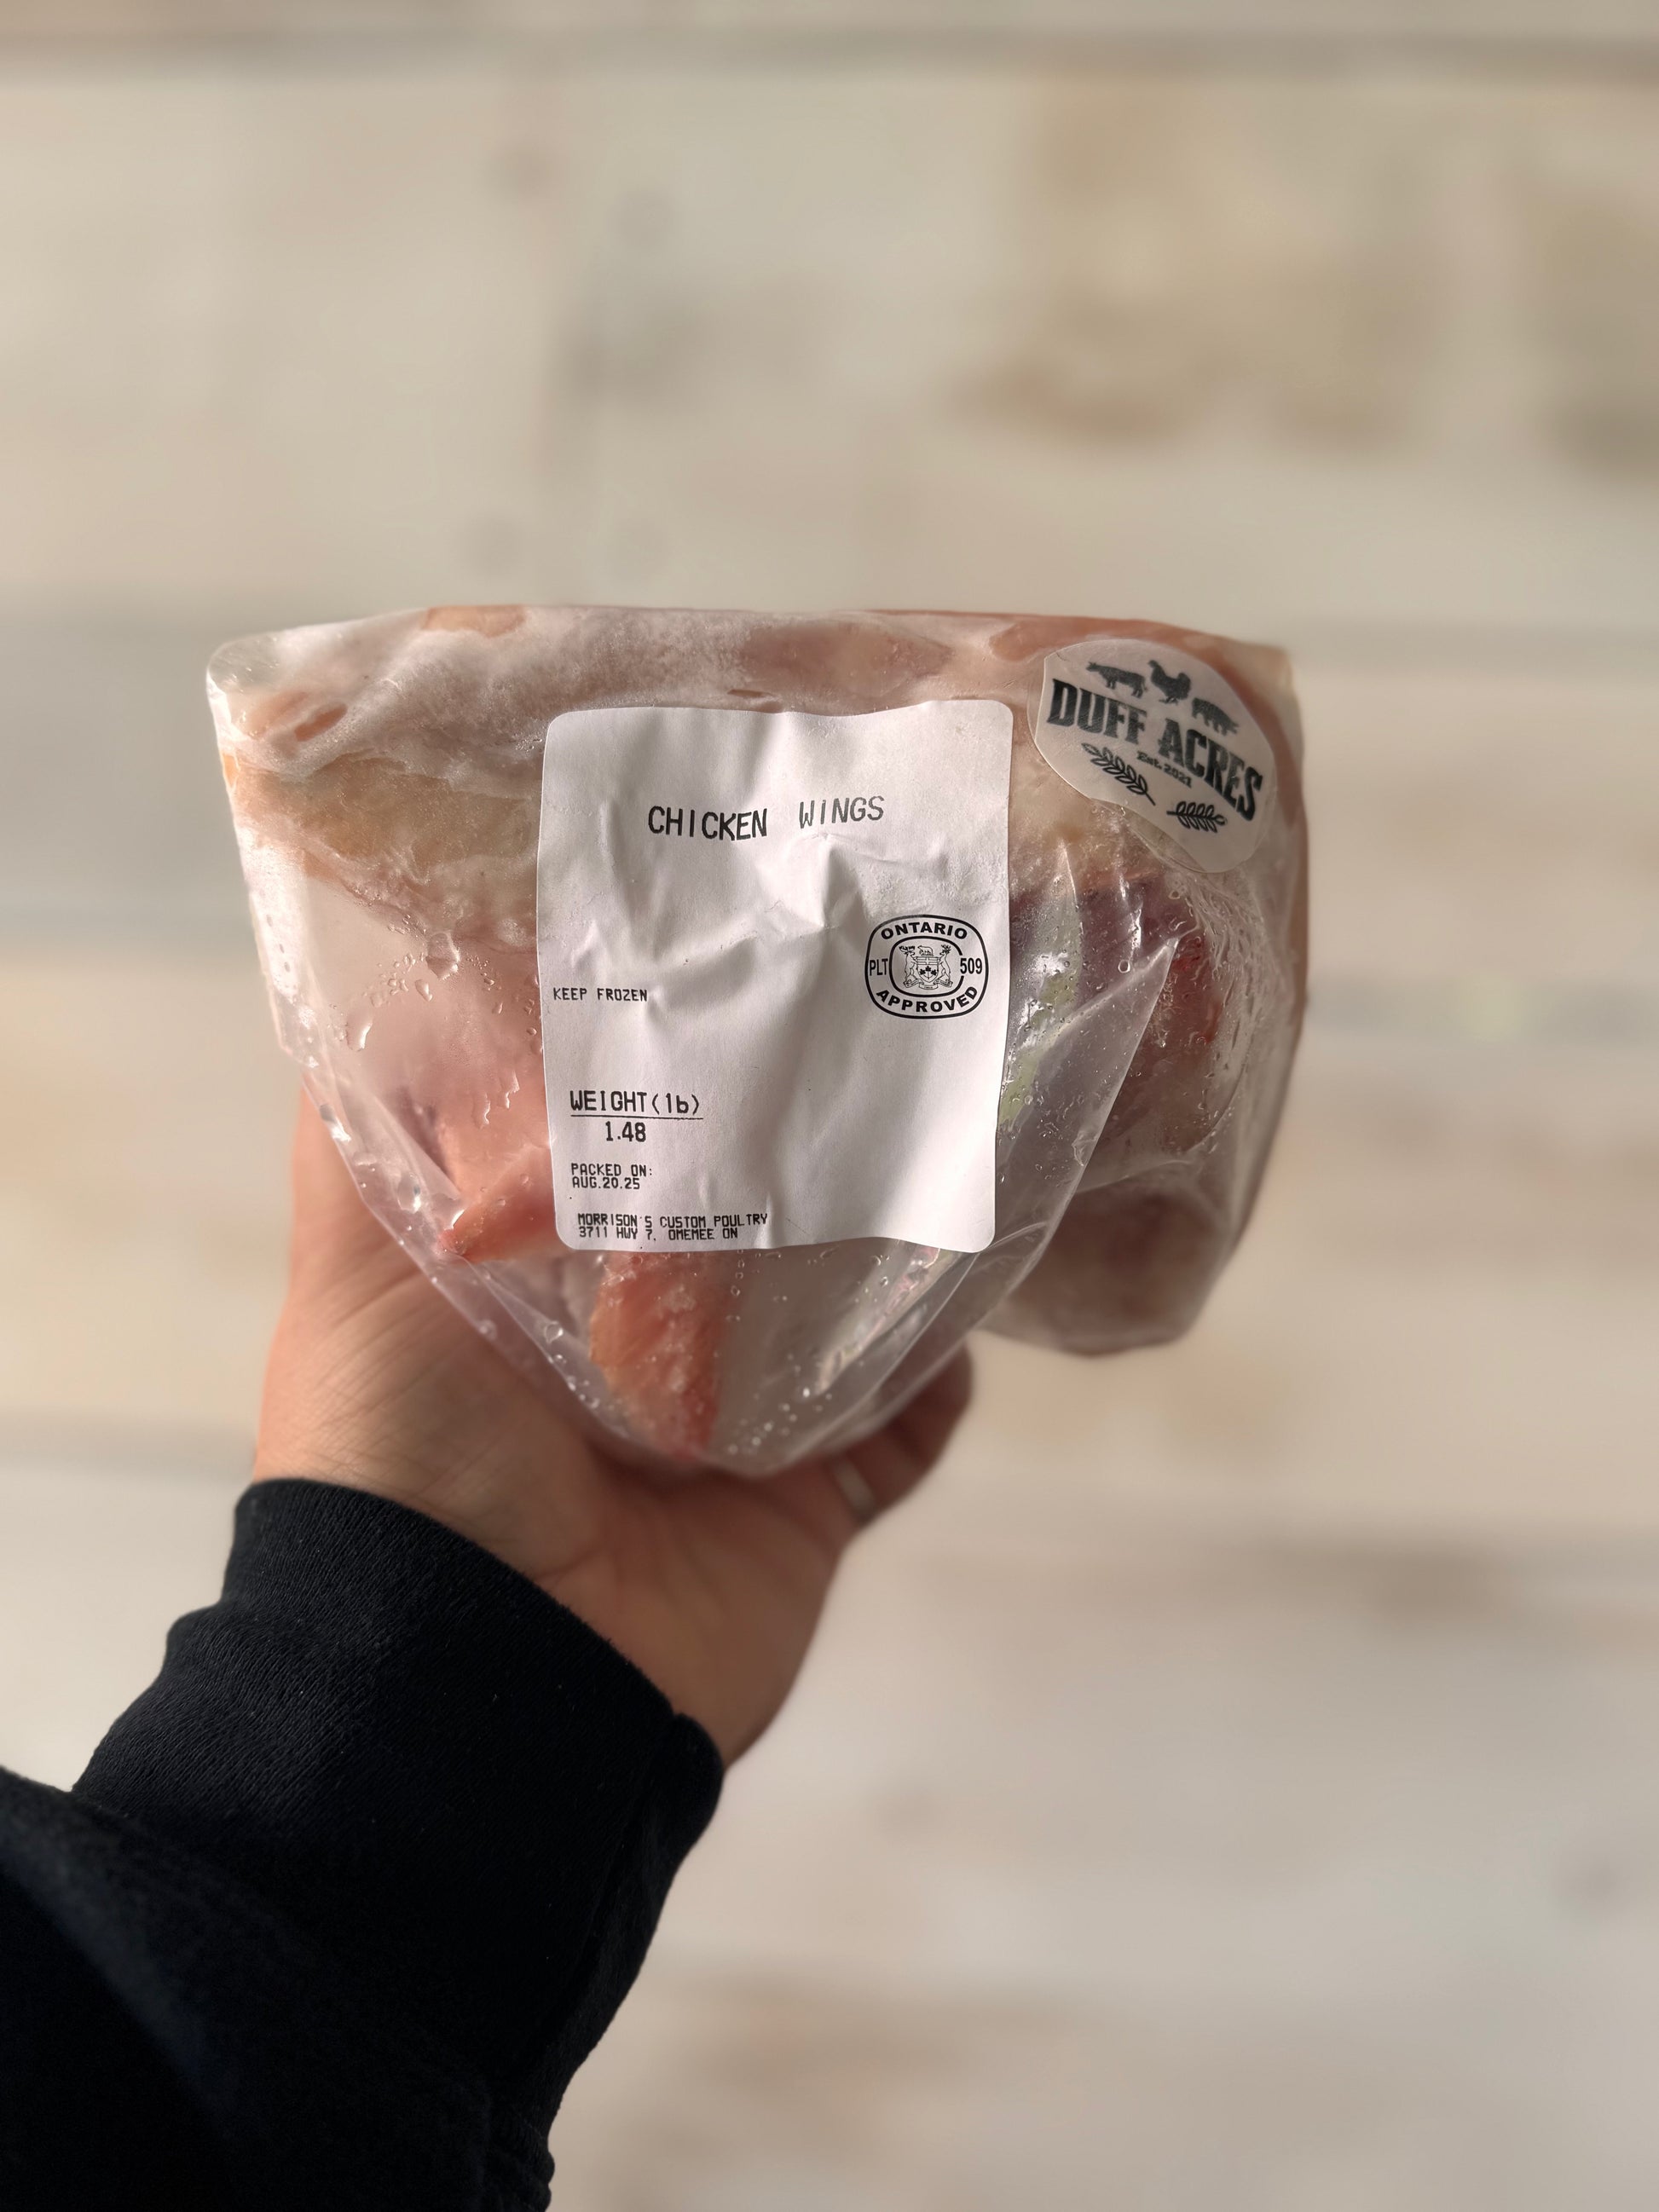 DUFF ACRES
Est. 2021
CHICKEN WINGS
ONTARIO
PLT 509
APPROVED
KEEP FROZEN
WEIGHT(lb)
1.48
PACKED ON:
AUG.20.25
MORRISON'S CUSTOM POULTRY
3711 HWY 7, OMEMEE ON